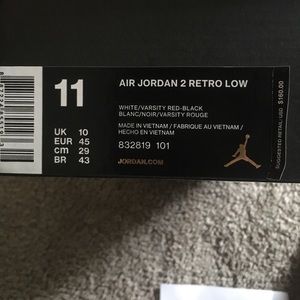 11
AIR JORDAN 2 RETRO LOW
WHITE/VARSITY RED-BLACK
BLANC/NOIR/VARSITY ROUGE
MADE IN VIETNAM / FABRIQUE AU VIETNAM /
HECHO EN VIETNAM
832819 101
JORDAN.COM
UK 10
EUR 45
cm 29
BR 43
SUGGESTED RETAIL USD $160.00